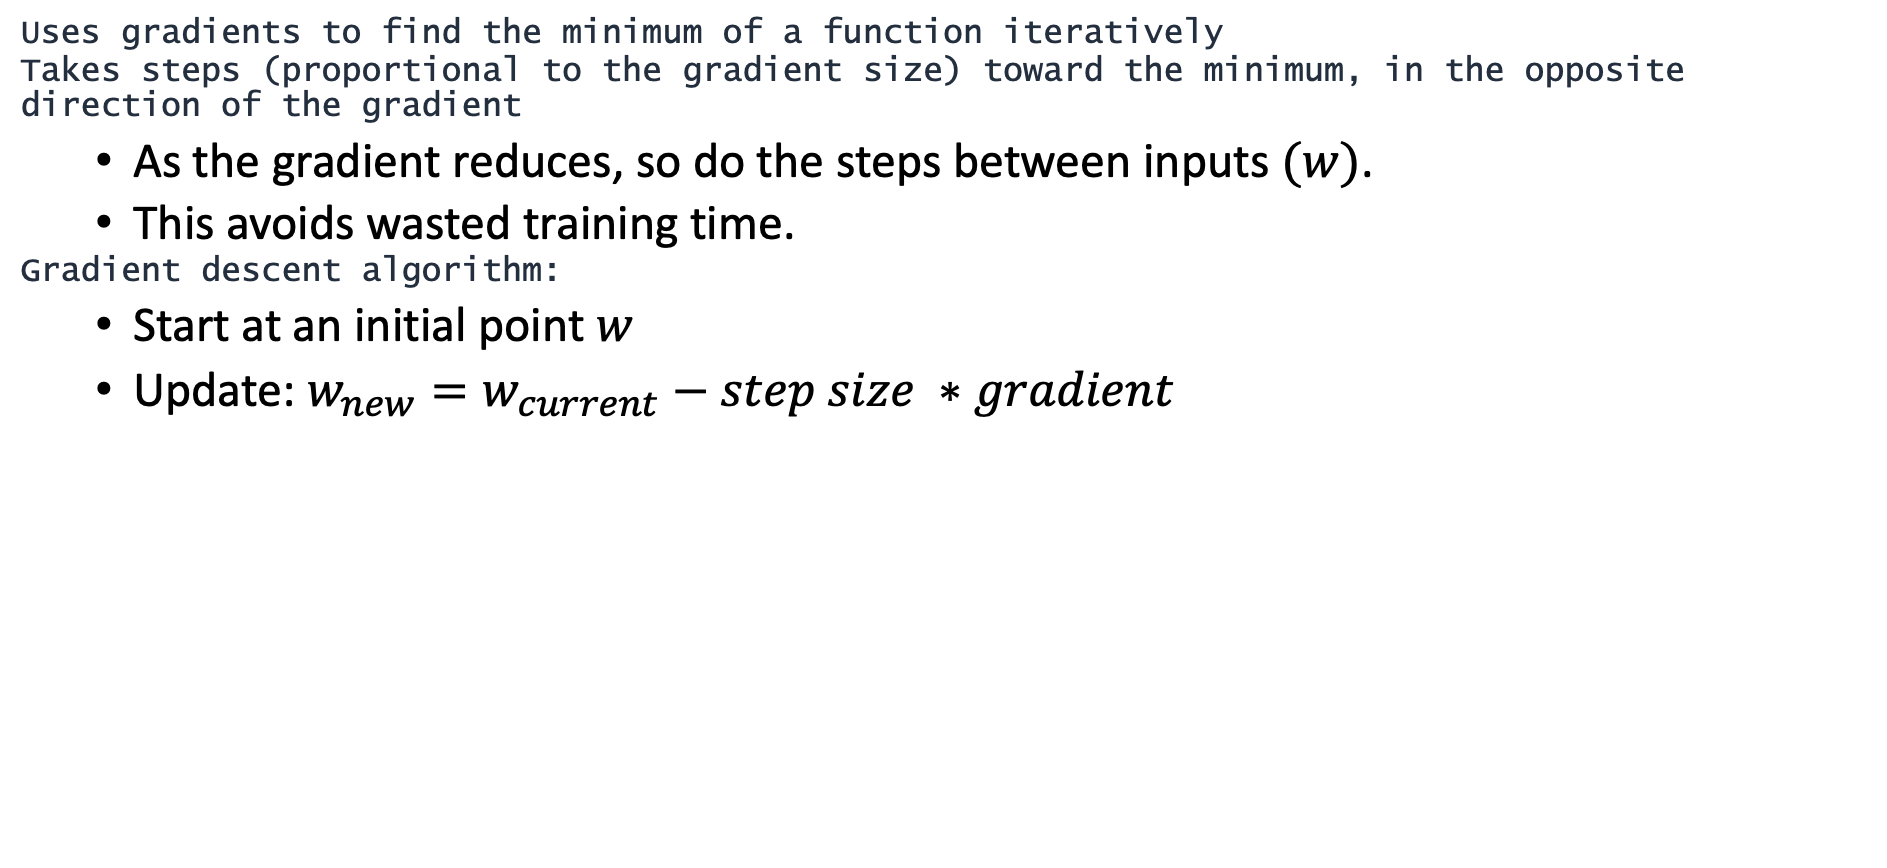 Uses gradients to find the minimum of a function iteratively
Takes steps (proportional to the gradient size) toward the minimum, in the opposite
direction of the gradient
• As the gradient reduces, so do the steps between inputs (w).
• This avoids wasted training time.
Gradient descent algorithm:
• Start at an initial point w
• Update: w_new = w_current − step size * gradient